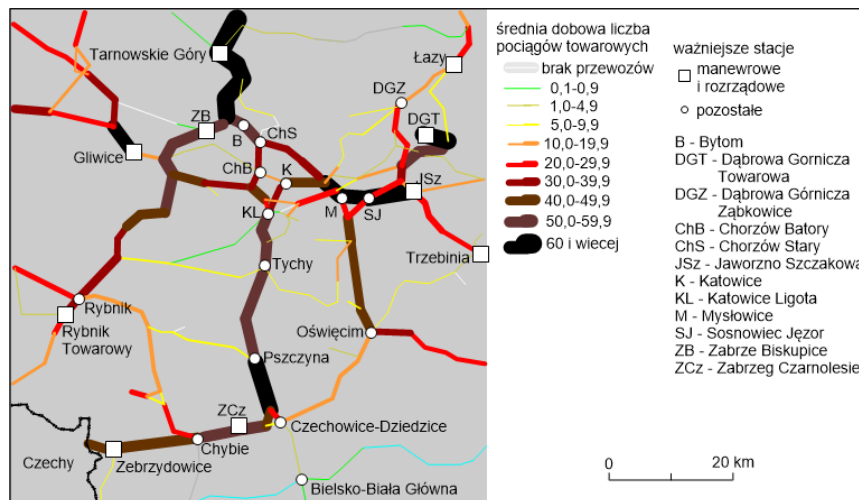 Tarnowskie Góry
Łazy
DGZ
DGT
ZB
B
ChS
Gliwice
ChB
K
JSz
KL
M
SJ
Tychy
Trzebinia
Rybnik
Rybnik
Towarowy
Oświęcim
Pszczyna
ZCz
Czechowice-Dziedzice
Chybie
Czechy
Zebrzydowice
Bielsko-Biała Główna
średnia dobowa liczba
pociągów towarowych
brak przewozów
0,1-0,9
1,0-4,9
5,0-9,9
10,0-19,9
20,0-29,9
30,0-39,9
40,0-49,9
50,0-59,9
60 i wiecej
ważniejsze stacje
manewrowe
i rozrządowe
pozostałe
B - Bytom
DGT - Dąbrowa Gornicza
Towarowa
DGZ - Dąbrowa Górnicza
Ząbkowice
ChB - Chorzów Batory
ChS - Chorzów Stary
JSz - Jaworzno Szczakowa
K - Katowice
KL - Katowice Ligota
M - Mysłowice
SJ - Sosnowiec Jęzor
ZB - Zabrze Biskupice
ZCz - Zabrzeg Czarnolesie
0
20 km